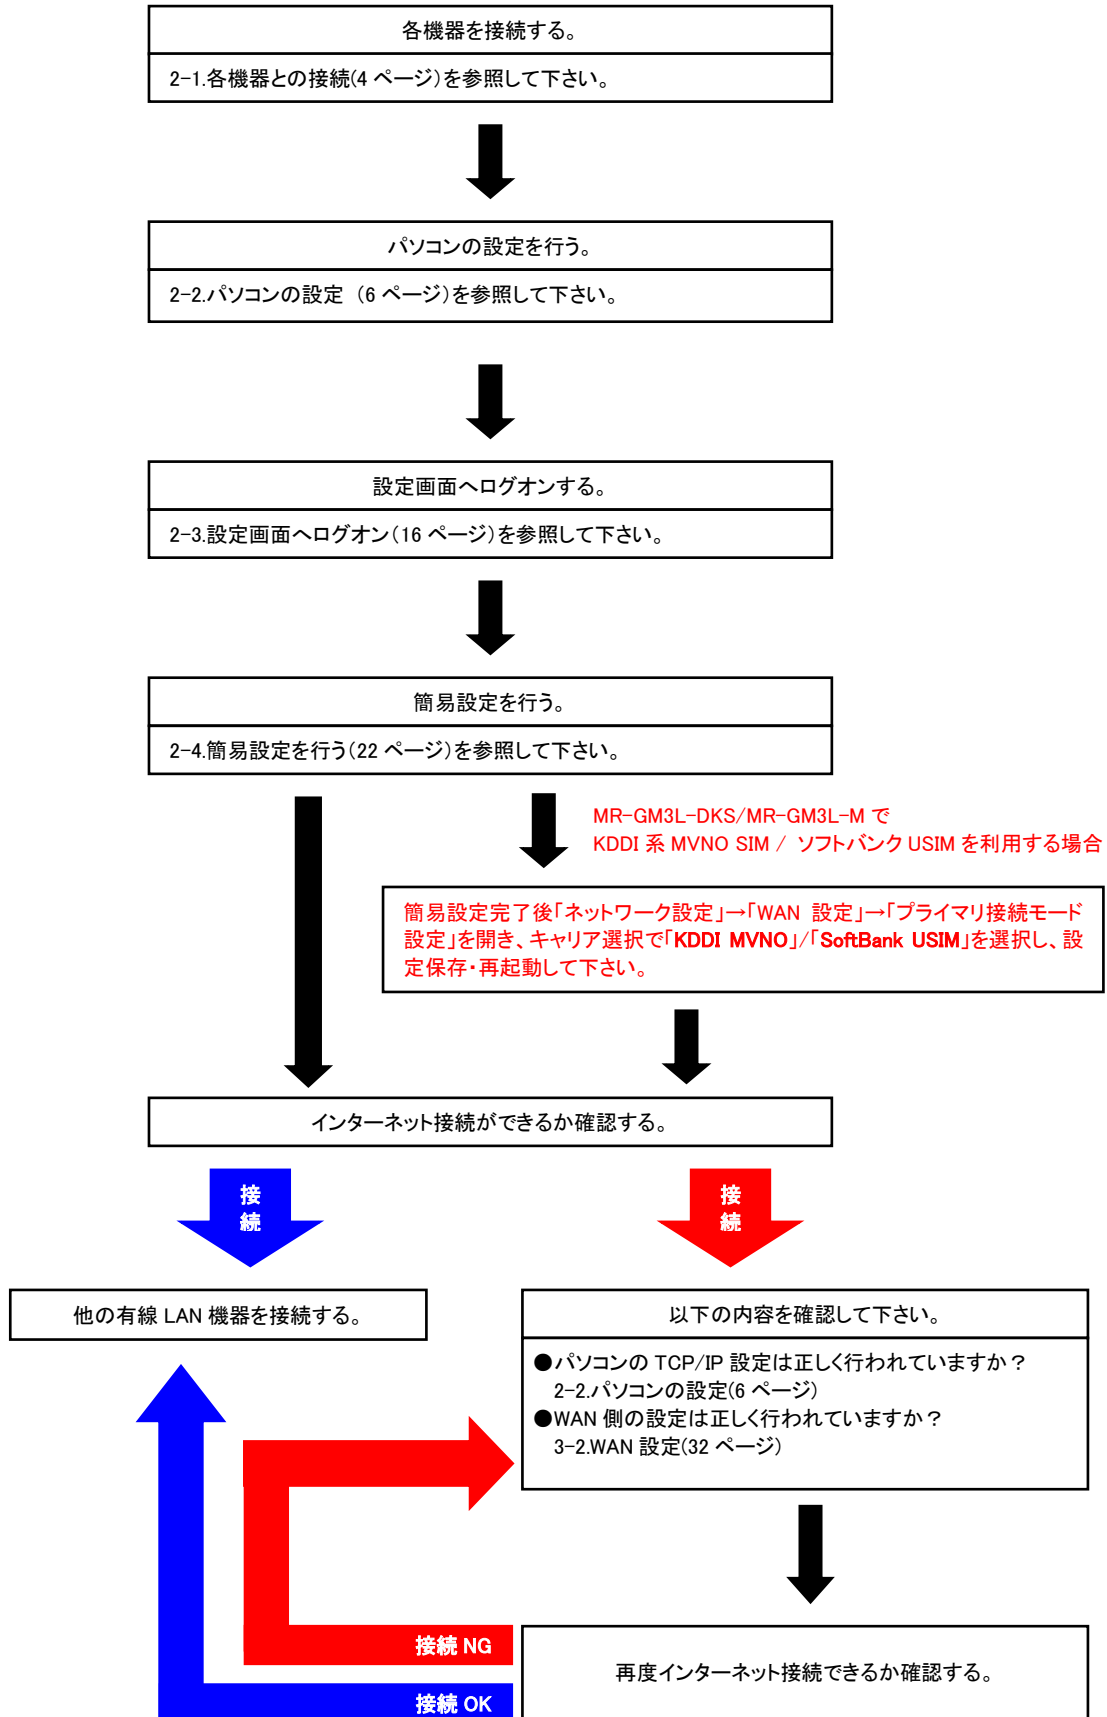 各機器を接続する。
2-1.各機器との接続(4 ページ)を参照して下さい。
パソコンの設定を行う。
2-2.パソコンの設定 (6 ページ)を参照して下さい。
設定画面へログオンする。
2-3.設定画面へログオン(16 ページ)を参照して下さい。
簡易設定を行う。
2-4.簡易設定を行う(22 ページ)を参照して下さい。
MR-GM3L-DKS/MR-GM3L-M で
KDDI 系 MVNO SIM / ソフトバンク USIM を利用する場合
簡易設定完了後「ネットワーク設定」→「WAN 設定」→「プライマリ接続モード
設定」を開き、キャリア選択で「KDDI MVNO」/「SoftBank USIM」を選択し、設
定保存・再起動して下さい。
インターネット接続ができるか確認する。
接
続
接
続
他の有線 LAN 機器を接続する。
以下の内容を確認して下さい。
●パソコンの TCP/IP 設定は正しく行われていますか?
2-2.パソコンの設定(6 ページ)
●WAN 側の設定は正しく行われていますか?
3-2.WAN 設定(32 ページ)
接続 NG
再度インターネット接続できるか確認する。
接続 OK